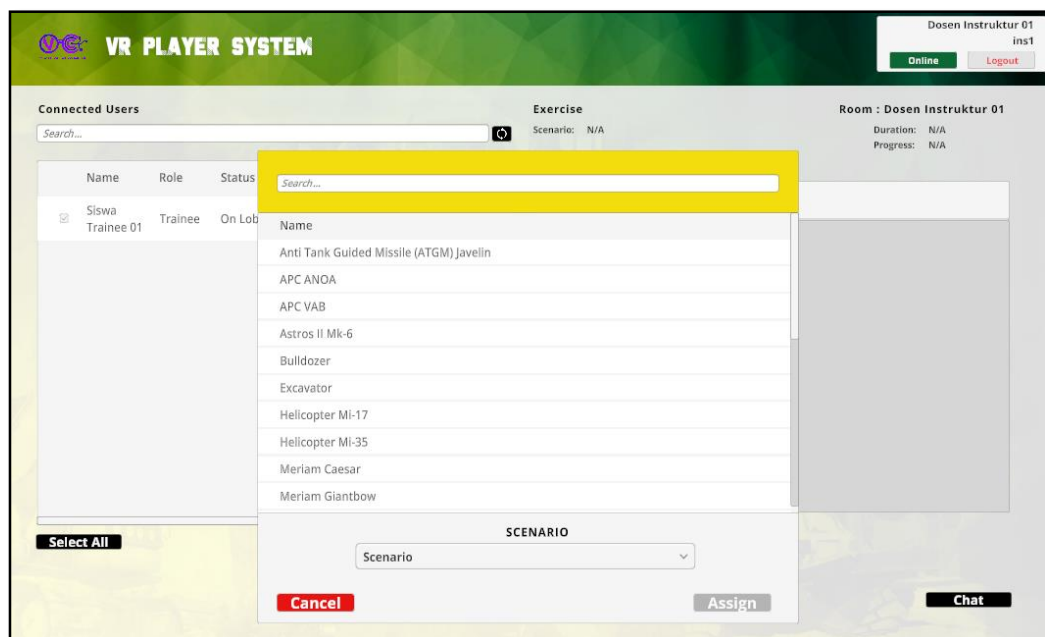 VR PLAYER SYSTEM
Dosen Instruktur 01
ins1
Online
Logout
Connected Users
Search...
Exercise
Scenario: N/A
Room : Dosen Instruktur 01
Duration: N/A
Progress: N/A
Name Role Status
Siswa
Trainee 01 Trainee On Lob
Search...
Name
Anti Tank Guided Missile (ATGM) Javelin
APC ANOA
APC VAB
Astros II Mk-6
Bulldozer
Excavator
Helicopter Mi-17
Helicopter Mi-35
Meriam Caesar
Meriam Giantbow
SCENARIO
Scenario
Cancel
Assign
Select All
Chat